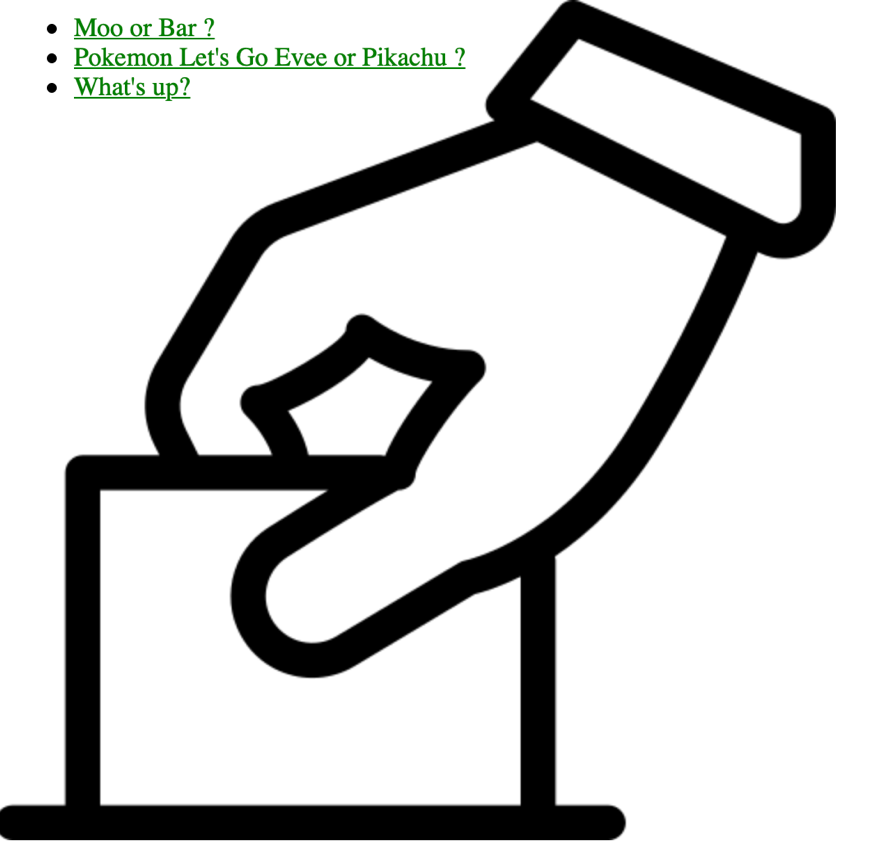 Moo or Bar ?
Pokemon Let's Go Evee or Pikachu ?
What's up?